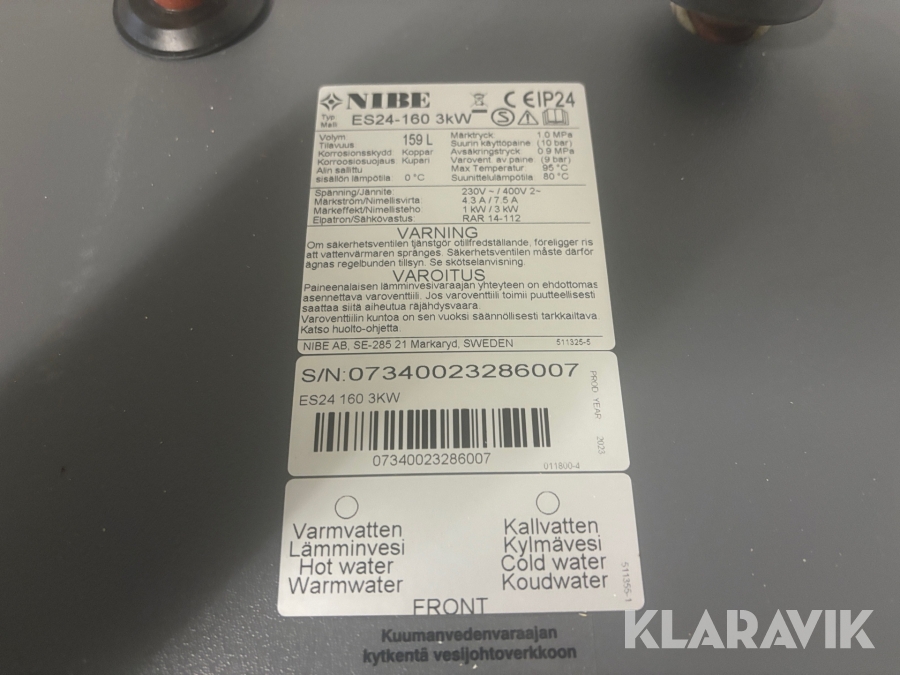 NIBE CE IP24
Typ
Malli ES24-160 3kW S
Volym
Tilavuus 159 L
Korrosionsskydd Koppar
Korroosiosuojaus Kupari
Alin sallittu
sisällön lämpötila: 0 °C
Märktryck: 1.0 MPa
Suurin käyttöpaine: (10 bar)
Avsäkringstryck: 0.9 MPa
Varovent. av.paine: (9 bar)
Max Temperatur: 95 °C
Suunittelulämpötila: 80 °C
Spänning/Jännite: 230V ~ / 400V 2~
Märkström/Nimellisvirta: 4.3 A / 7.5 A
Märkeffekt/Nimellisteho: 1 kW / 3 kW
Elpatron/Sähkövastus: RAR 14-112
VARNING
Om säkerhetsventilen tjänstgör otillfredställande, föreligger ris
att vattenvärmaren spränges. Säkerhetsventilen måste därför
ägnas regelbunden tillsyn. Se skötselanvisning.
VAROITUS
Paineenalaisen lämminvesivaraajan yhteyteen on ehdottomas
asennettava varoventtiili. Jos varoventtiili toimii puutteellisesti
saattaa siitä aiheutua räjähdysvaara.
Varoventtiilin kuntoa on sen vuoksi säännöllisesti tarkkailtava.
Katso huolto-ohjetta.
NIBE AB, SE-285 21 Markaryd, SWEDEN 511325-5
S/N:07340023286007
ES24 160 3KW
07340023286007
011800-4
PROD YEAR 2023
Varmvatten
Lämminvesi
Hot water
Warmwater
Kallvatten
Kylmävesi
Cold water
Koudwater
511355-1
FRONT
Kuumanvedenvaraajan
kytkentä vesijohtoverkkoon
KLARAVIK